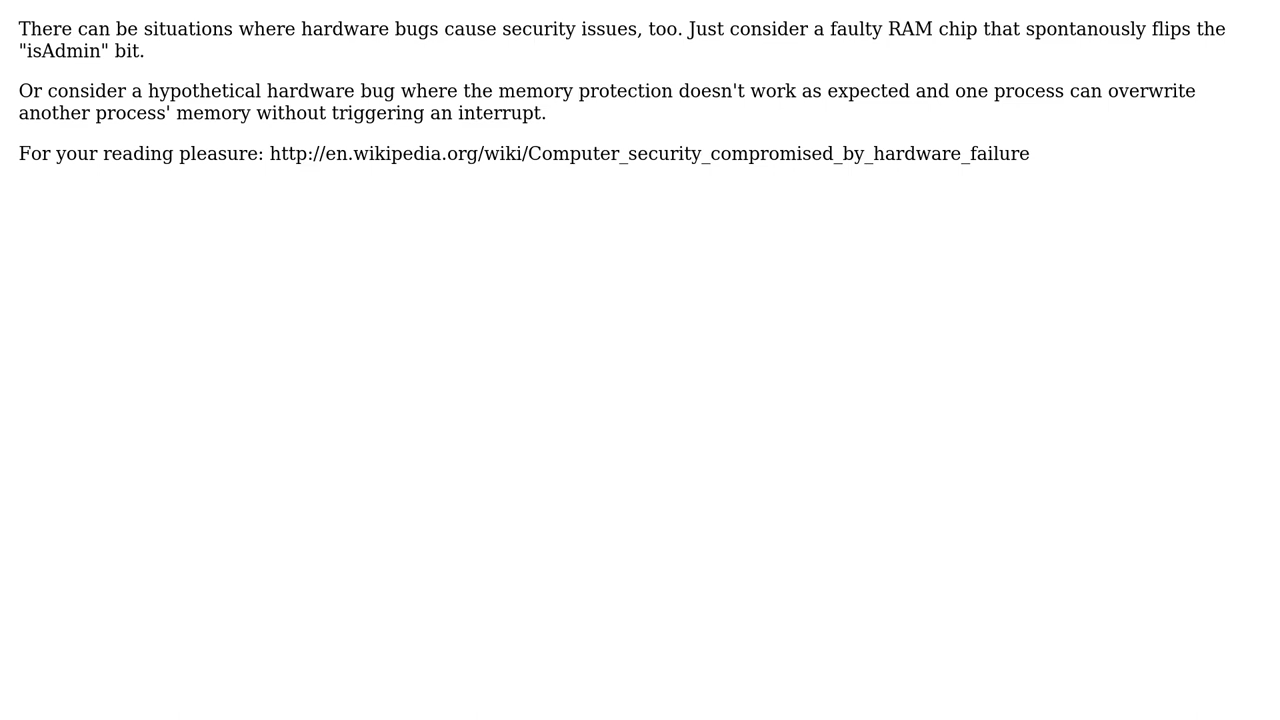 There can be situations where hardware bugs cause security issues, too. Just consider a faulty RAM chip that spontanously flips the
"isAdmin" bit.
Or consider a hypothetical hardware bug where the memory protection doesn't work as expected and one process can overwrite
another process' memory without triggering an interrupt.
For your reading pleasure: http://en.wikipedia.org/wiki/Computer_security_compromised_by_hardware_failure